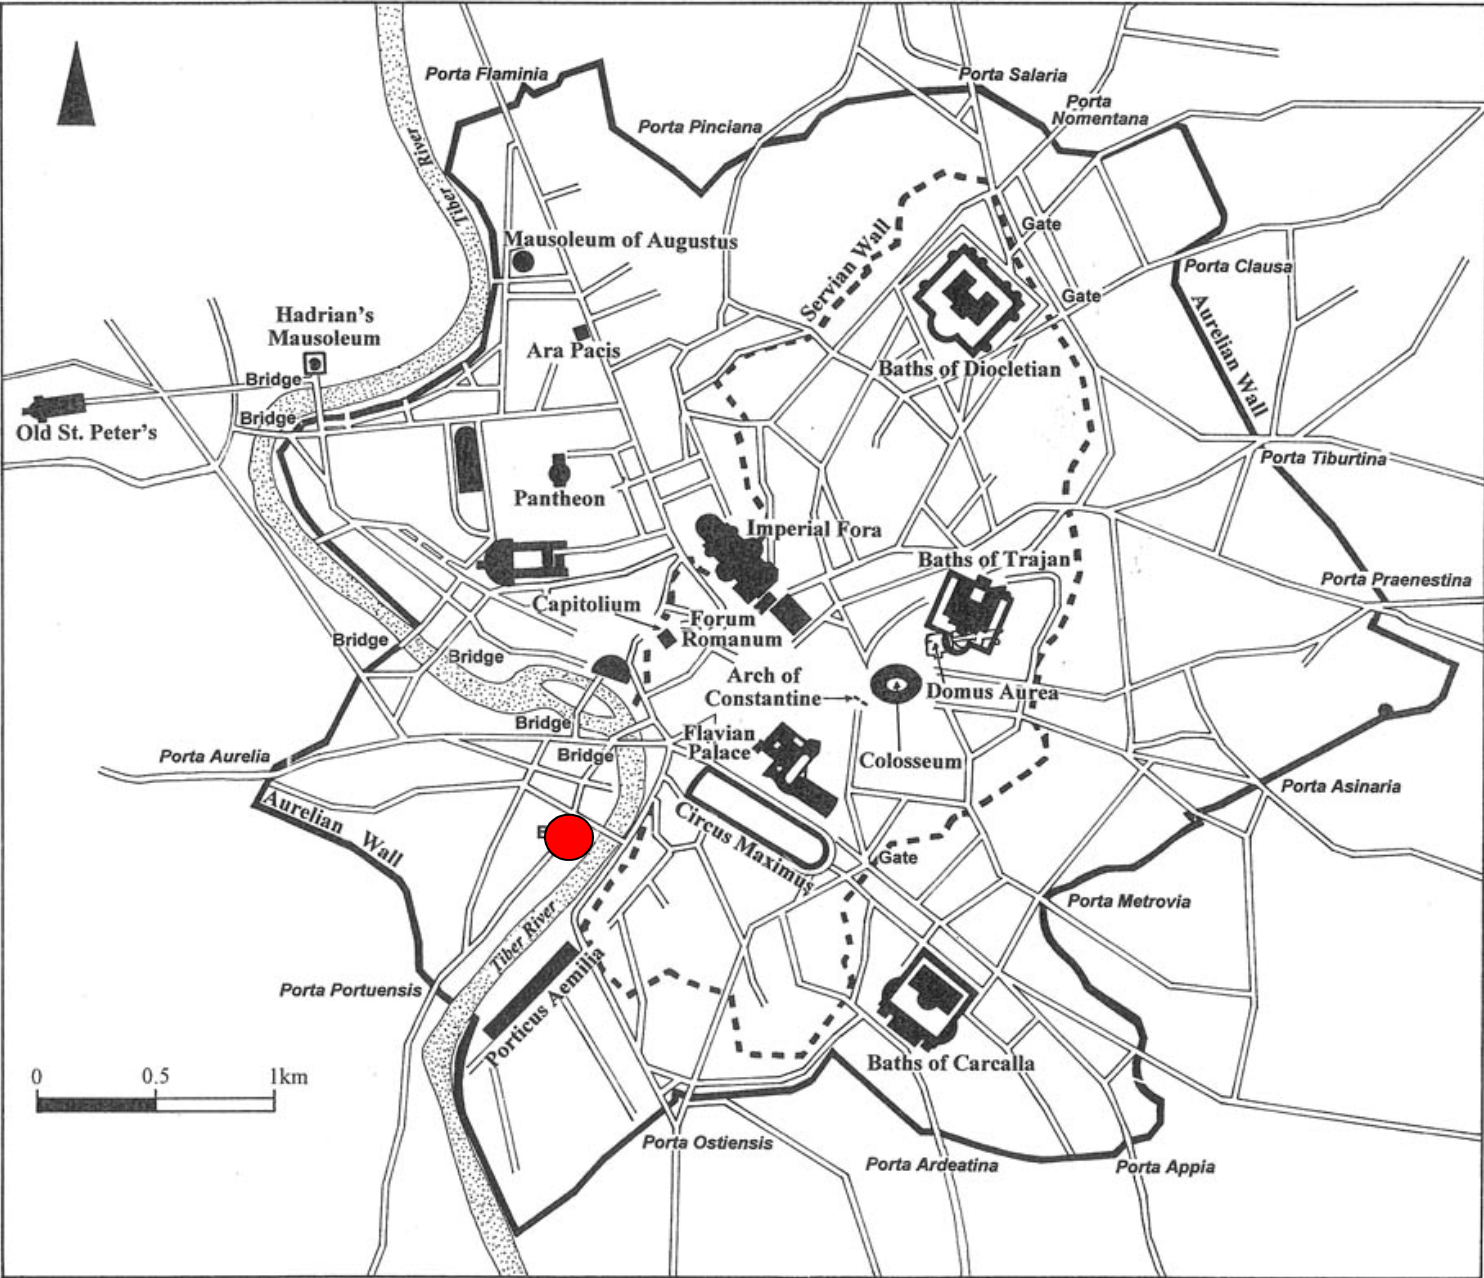 Porta Flaminia
Porta Salaria
Porta
Nomentana
Porta Pinciana
Tiber River
Gate
Mausoleum of Augustus
Servian Wall
Porta Clausa
Gate
Hadrian's
Mausoleum
Aurelian Wall
Ara Pacis
Baths of Diocletian
Bridge
Bridge
Old St. Peter's
Porta Tiburtina
Pantheon
Imperial Fora
Baths of Trajan
Porta Praenestina
Capitolium
Forum
Romanum
Bridge
Bridge
Arch of
Constantine
Domus Aurea
Bridge
Flavian
Palace
Porta Aurelia
Bridge
Colosseum
Porta Asinaria
Aurelian Wall
Circus Maximus
Gate
Porta Metrovia
Tiber River
Porta Portuensis
Porticus Aemilia
Baths of Carcalla
0 0.5 1km
Porta Ostiensis
Porta Ardeatina
Porta Appia